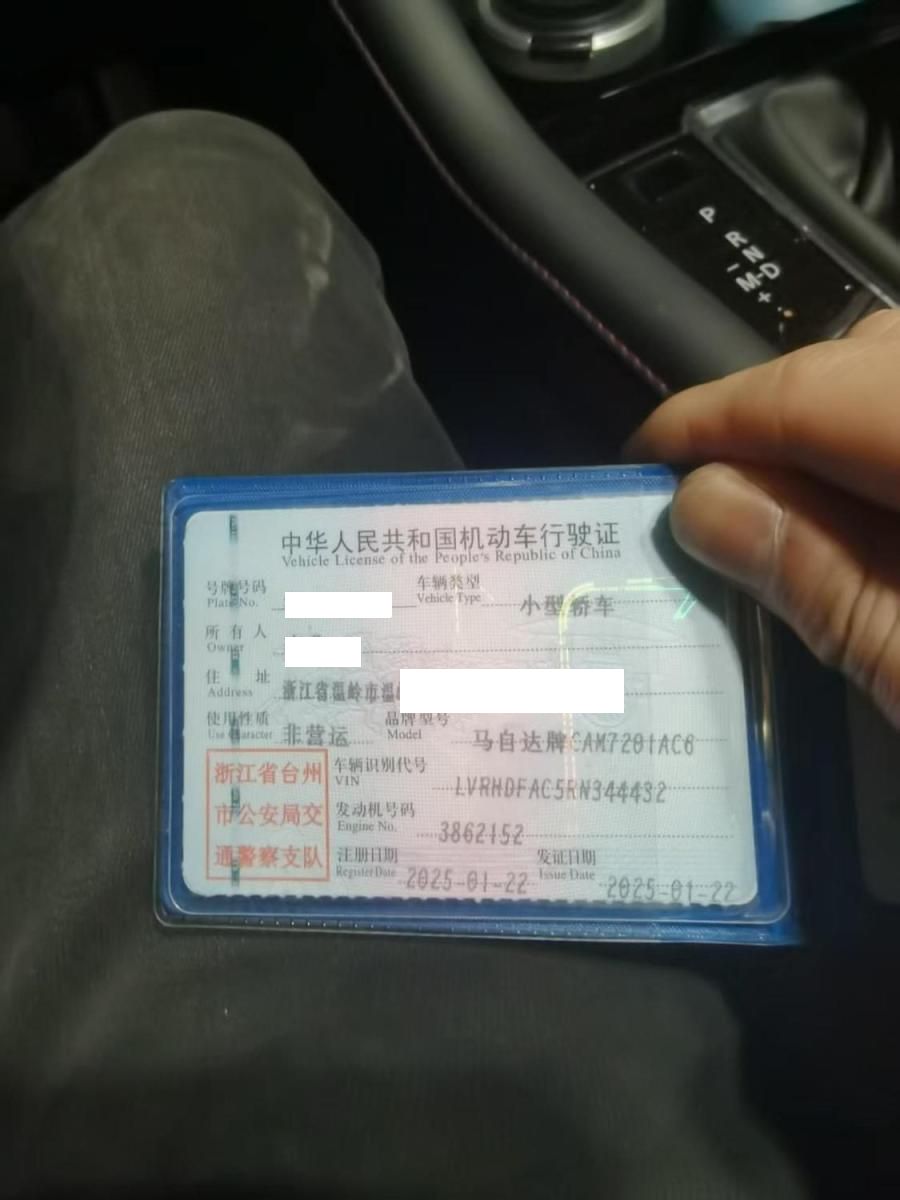 P
R
N
D
-
M
+
中华人民共和国机动车行驶证
Vehicle License of the People's Republic of China
号牌号码 车辆类型 小型轿车
Plate No. Vehicle Type
所有人
Owner
住址 浙江省温岭市温
Address
使用性质 非营运 品牌型号 马自达牌CAM7201AC6
Use Character Model
浙江省台州 车辆识别代号 LVRHDFAC5RN344432
VIN
市公安局交 发动机号码 3862152
Engine No.
通警察支队 注册日期 2025-01-22 发证日期 2025-01-22
Register Date Issue Date